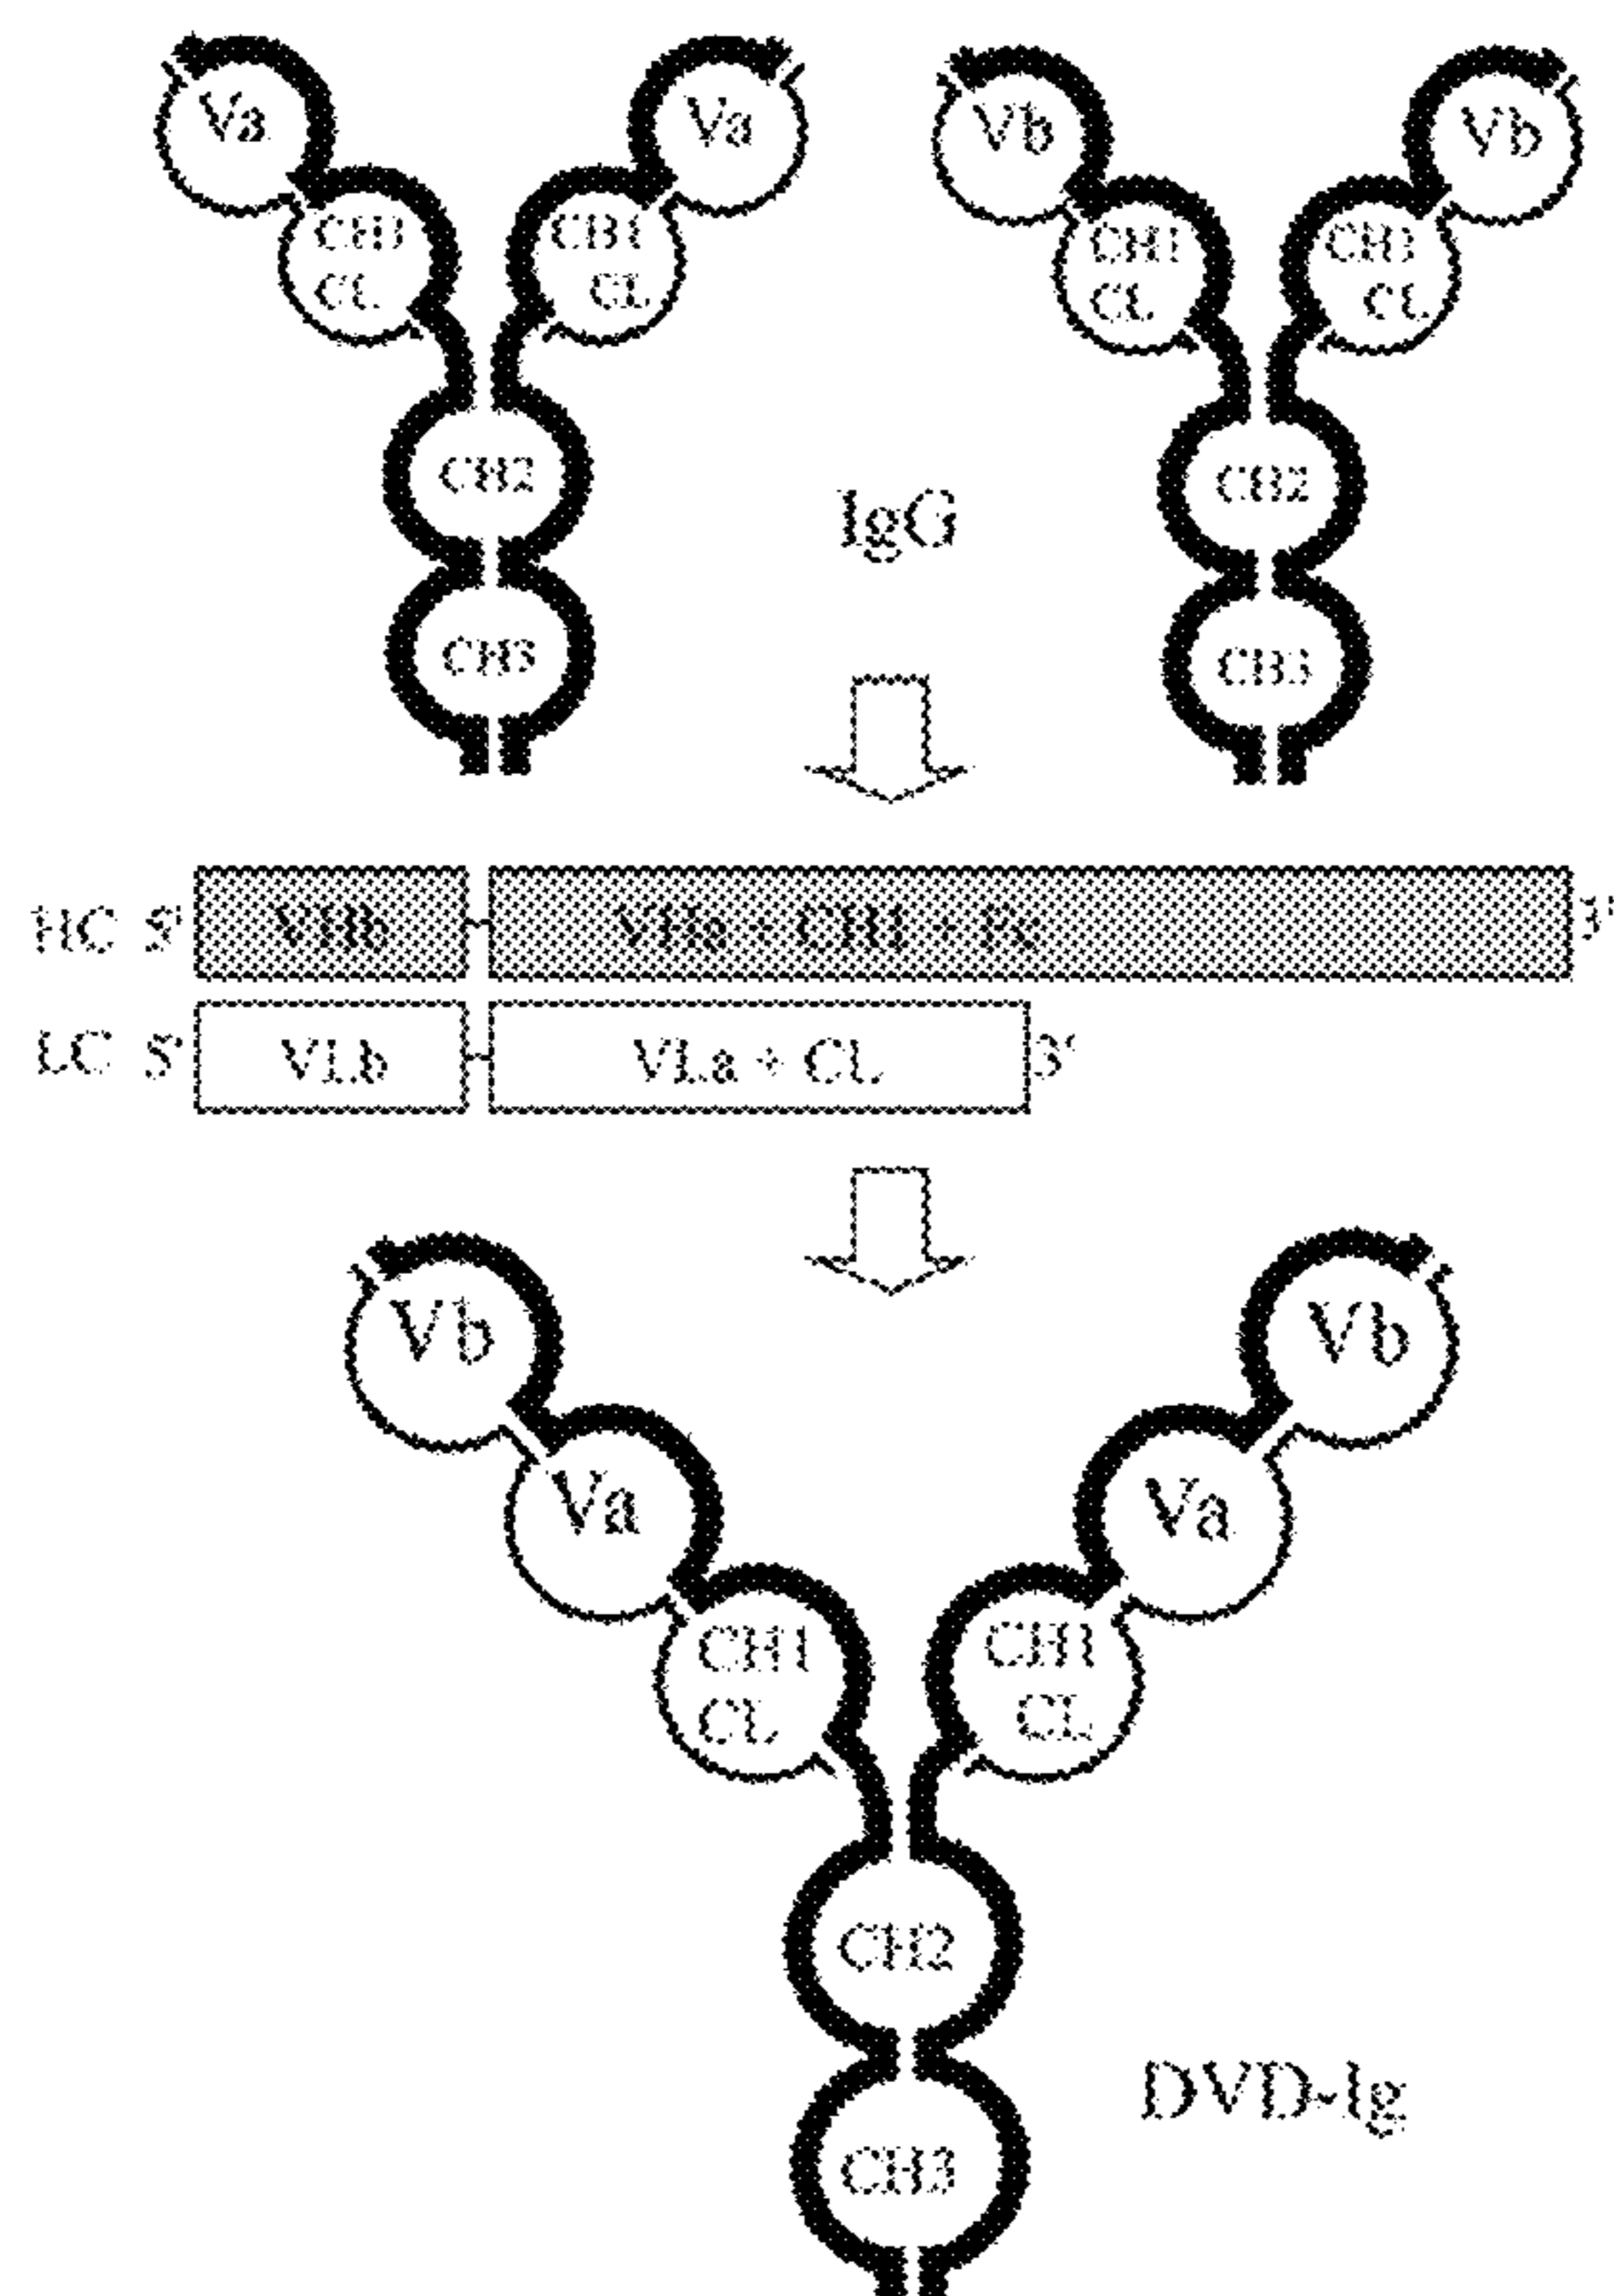 Va Va Vb Vb
CH1 CH1 CH1 CH1
CL CL CL CL
CH2 IgG CH2
CH3 CH3
HC 5' VHb VHa + CH1 + Fc 3'
LC 5' VLb VLa + CL 3'
Vb Vb
Va Va
CH1 CH1
CL CL
CH2
DVD-Ig
CH3